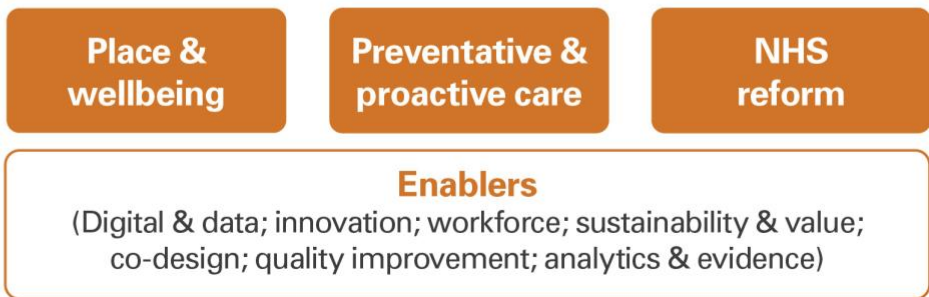 Place &
wellbeing
Preventative &
proactive care
NHS
reform
Enablers
(Digital & data; innovation; workforce; sustainability & value;
co-design; quality improvement; analytics & evidence)